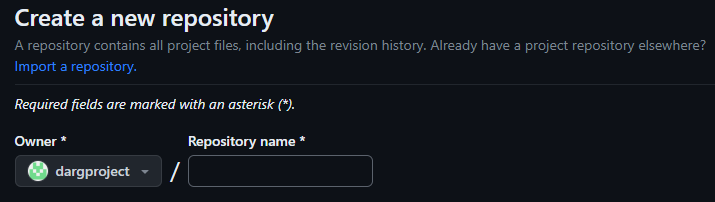 Create a new repository
A repository contains all project files, including the revision history. Already have a project repository elsewhere?
Import a repository.
Required fields are marked with an asterisk (*).
Owner * Repository name *
dargproject /